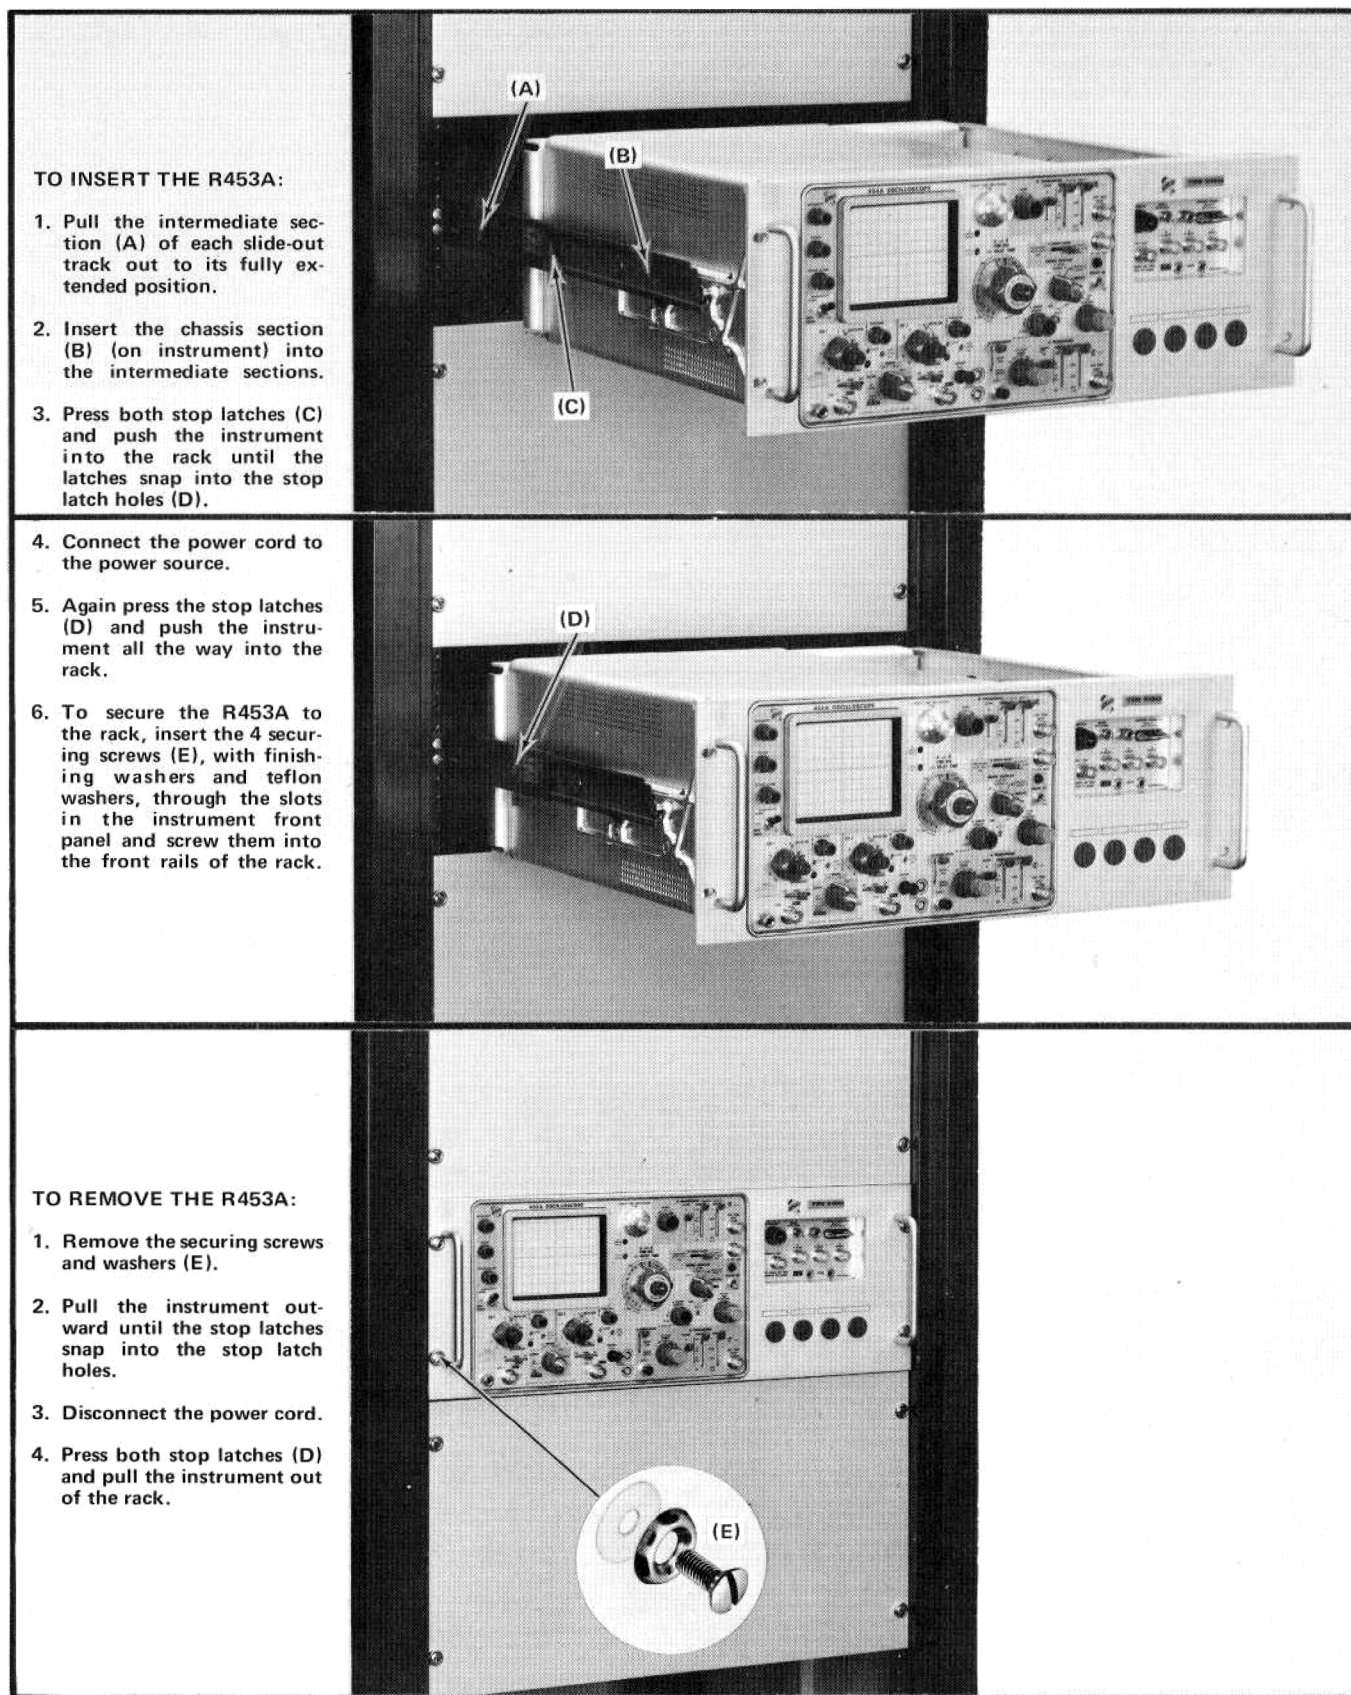 TO INSERT THE R453A:
1. Pull the intermediate sec-
tion (A) of each slide-out
track out to its fully ex-
tended position.
2. Insert the chassis section
(B) (on instrument) into
the intermediate sections.
3. Press both stop latches (C)
and push the instrument
into the rack until the
latches snap into the stop
latch holes (D).
(A)
(B)
(C)
453A OSCILLOSCOPE
4. Connect the power cord to
the power source.
5. Again press the stop latches
(D) and push the instru-
ment all the way into the
rack.
6. To secure the R453A to
the rack, insert the 4 secur-
ing screws (E), with finish-
ing washers and teflon
washers, through the slots
in the instrument front
panel and screw them into
the front rails of the rack.
(D)
453A OSCILLOSCOPE
TO REMOVE THE R453A:
1. Remove the securing screws
and washers (E).
2. Pull the instrument out-
ward until the stop latches
snap into the stop latch
holes.
3. Disconnect the power cord.
4. Press both stop latches (D)
and pull the instrument out
of the rack.
453A OSCILLOSCOPE
(E)